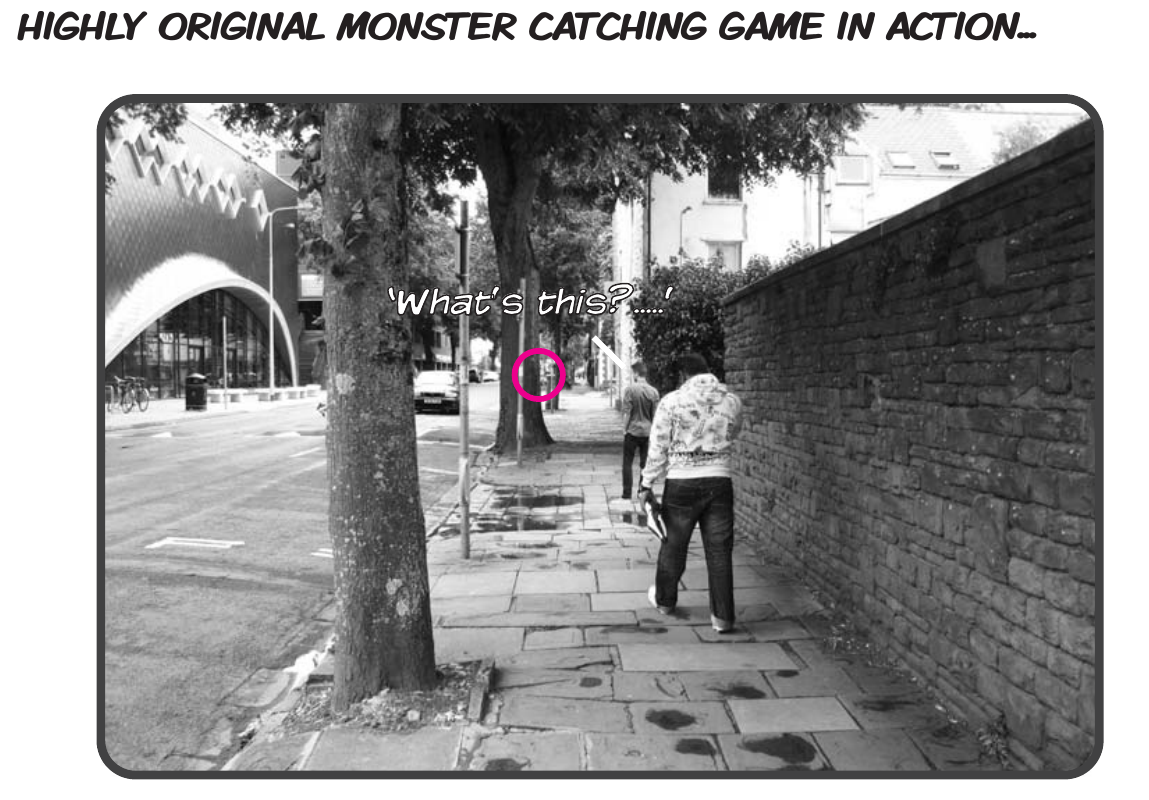 HIGHLY ORIGINAL MONSTER CATCHING GAME IN ACTION...
‘What's this?.....’